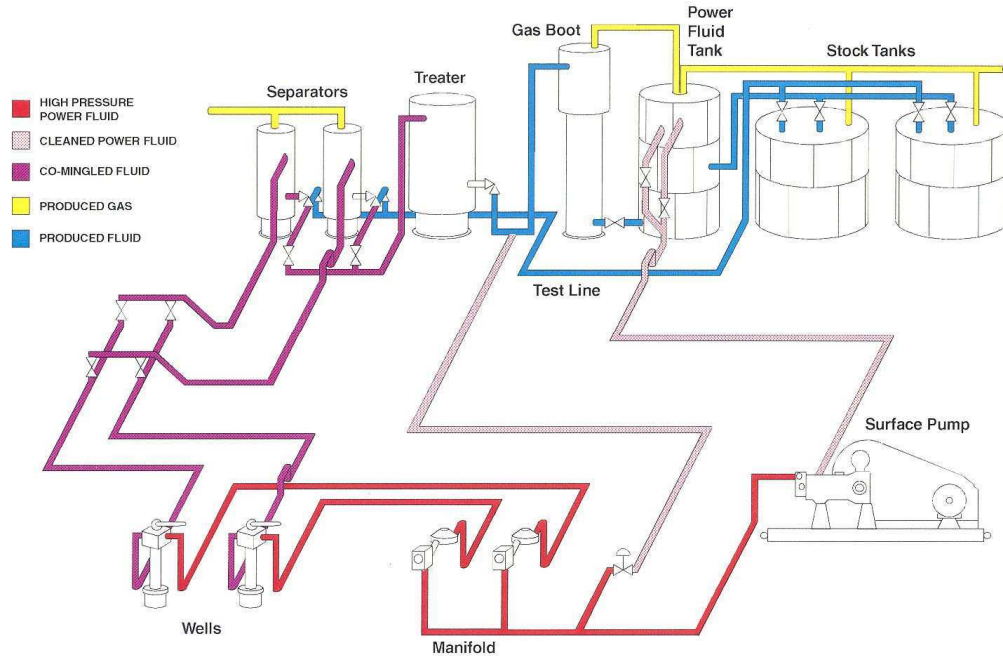 Gas Boot
Power
Fluid
Tank
Stock Tanks
Treater
Separators
HIGH PRESSURE
POWER FLUID
CLEANED POWER FLUID
CO-MINGLED FLUID
PRODUCED GAS
PRODUCED FLUID
Test Line
Surface Pump
Wells
Manifold